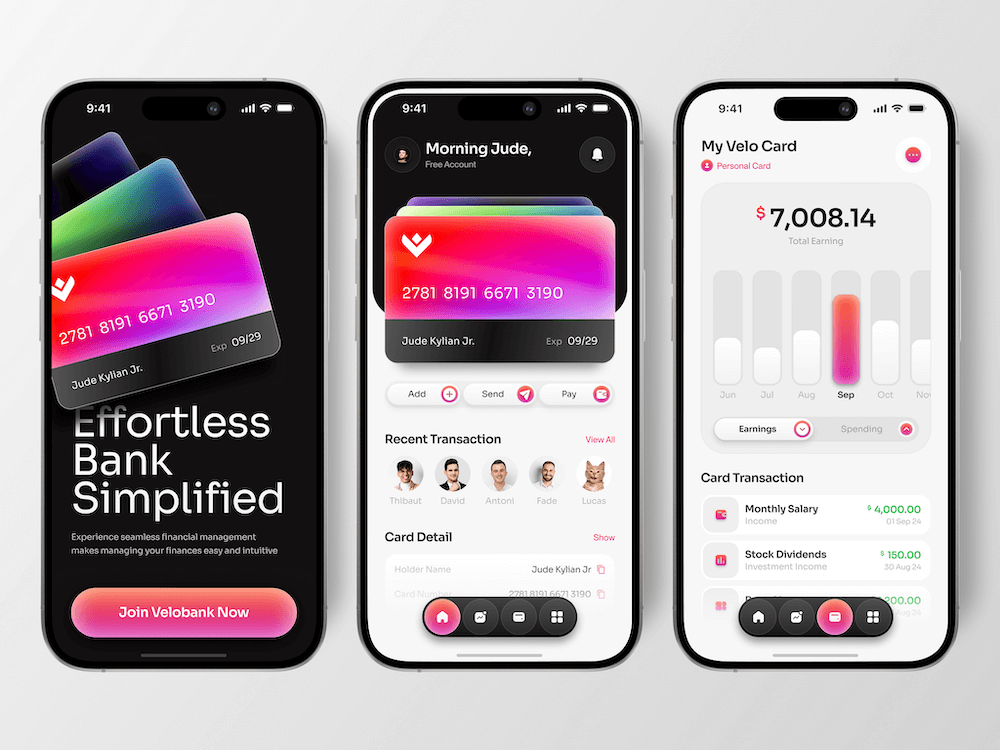 9:41
2781 8191 6671 3190
Exp 09/29
Jude Kylian Jr.
Effortless
Bank
Simplified
Experience seamless financial management
makes managing your finances easy and intuitive
Join Velobank Now
9:41
Morning Jude,
Free Account
2781 8191 6671 3190
Jude Kylian Jr.
Exp 09/29
Add
Send
Pay
Recent Transaction
View All
Thibaut
David
Antoni
Fade
Lucas
Card Detail
Show
Holder Name
Jude Kylian Jr
Card Number
2781 8191 6671 3190
9:41
My Velo Card
Personal Card
$ 7,008.14
Total Earning
Jun
Jul
Aug
Sep
Oct
Earnings
Spending
Card Transaction
Monthly Salary
$ 4,000.00
Income
01 Sep 24
Stock Dividends
$ 150.00
Investment Income
30 Aug 24